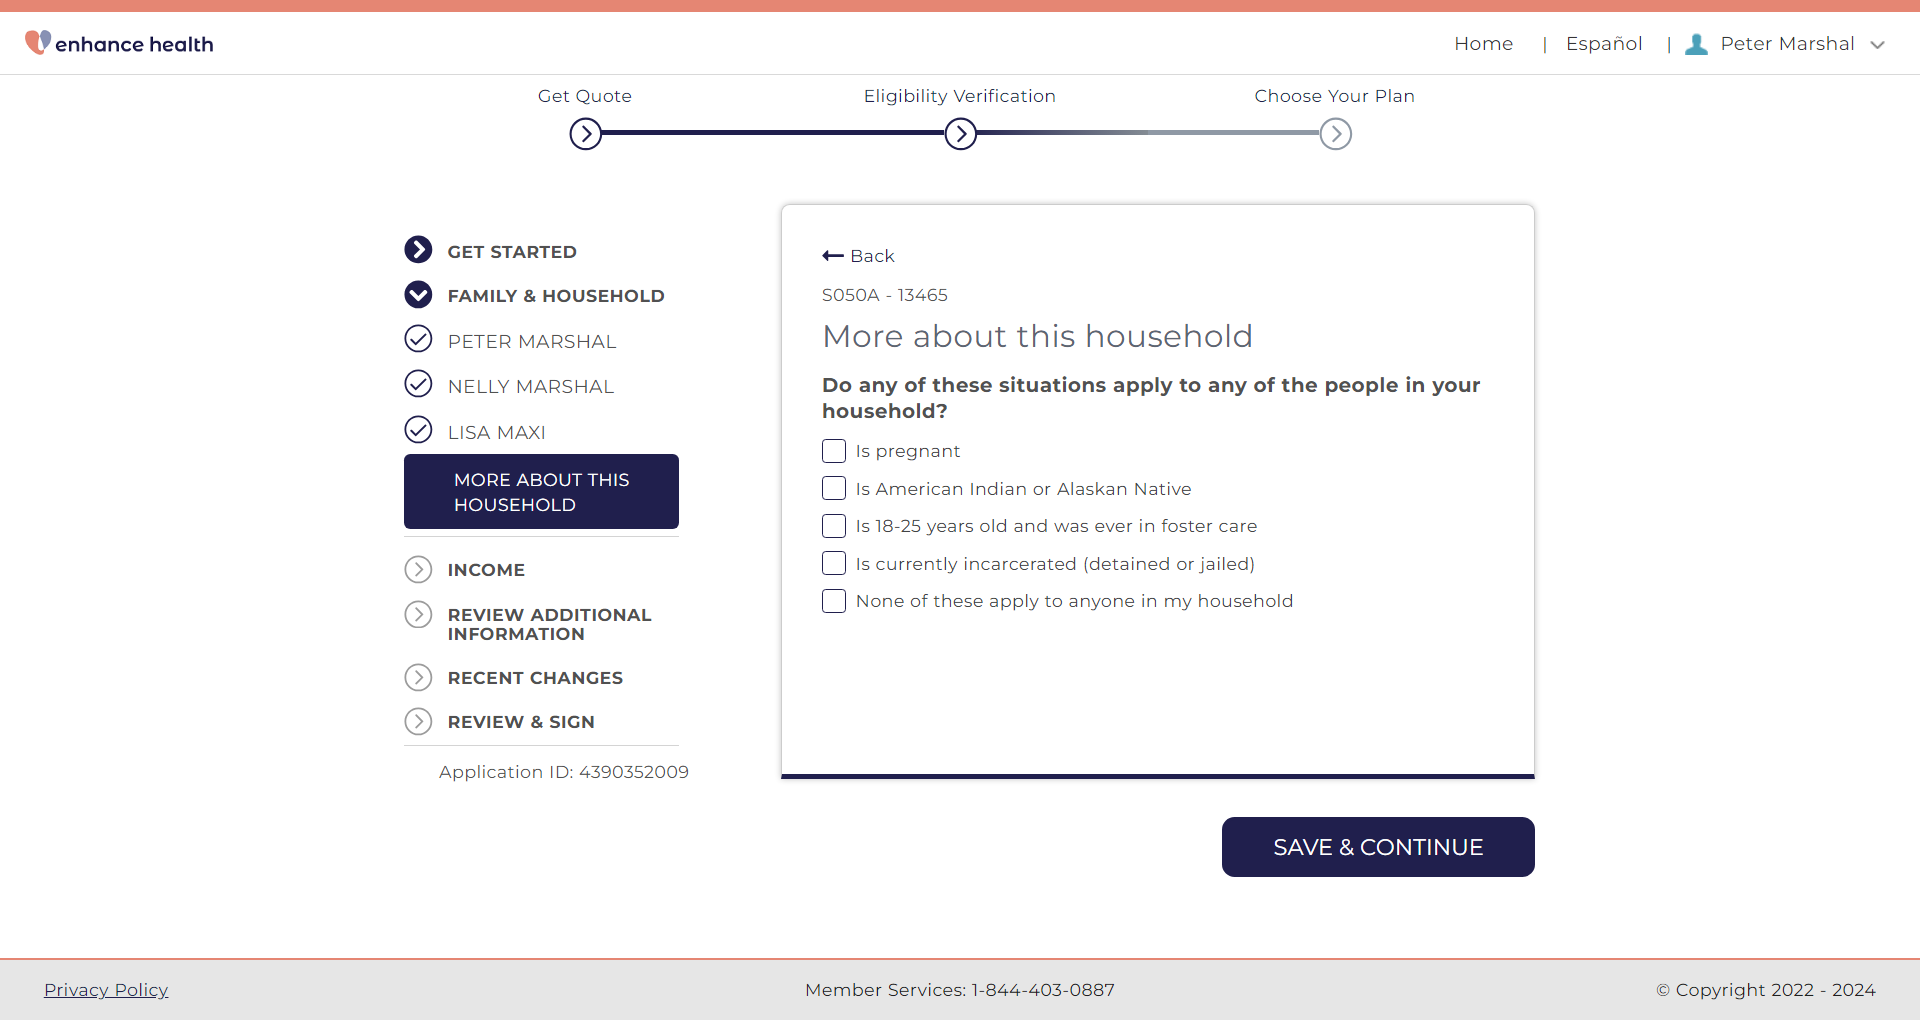 enhance health
Home | Español | Peter Marshal
Get Quote
Eligibility Verification
Choose Your Plan
GET STARTED
FAMILY & HOUSEHOLD
PETER MARSHAL
NELLY MARSHAL
LISA MAXI
MORE ABOUT THIS
HOUSEHOLD
INCOME
REVIEW ADDITIONAL
INFORMATION
RECENT CHANGES
REVIEW & SIGN
Application ID: 4390352009
Back
S050A - 13465
More about this household
Do any of these situations apply to any of the people in your
household?
Is pregnant
Is American Indian or Alaskan Native
Is 18-25 years old and was ever in foster care
Is currently incarcerated (detained or jailed)
None of these apply to anyone in my household
SAVE & CONTINUE
Privacy Policy
Member Services: 1-844-403-0887
© Copyright 2022 - 2024